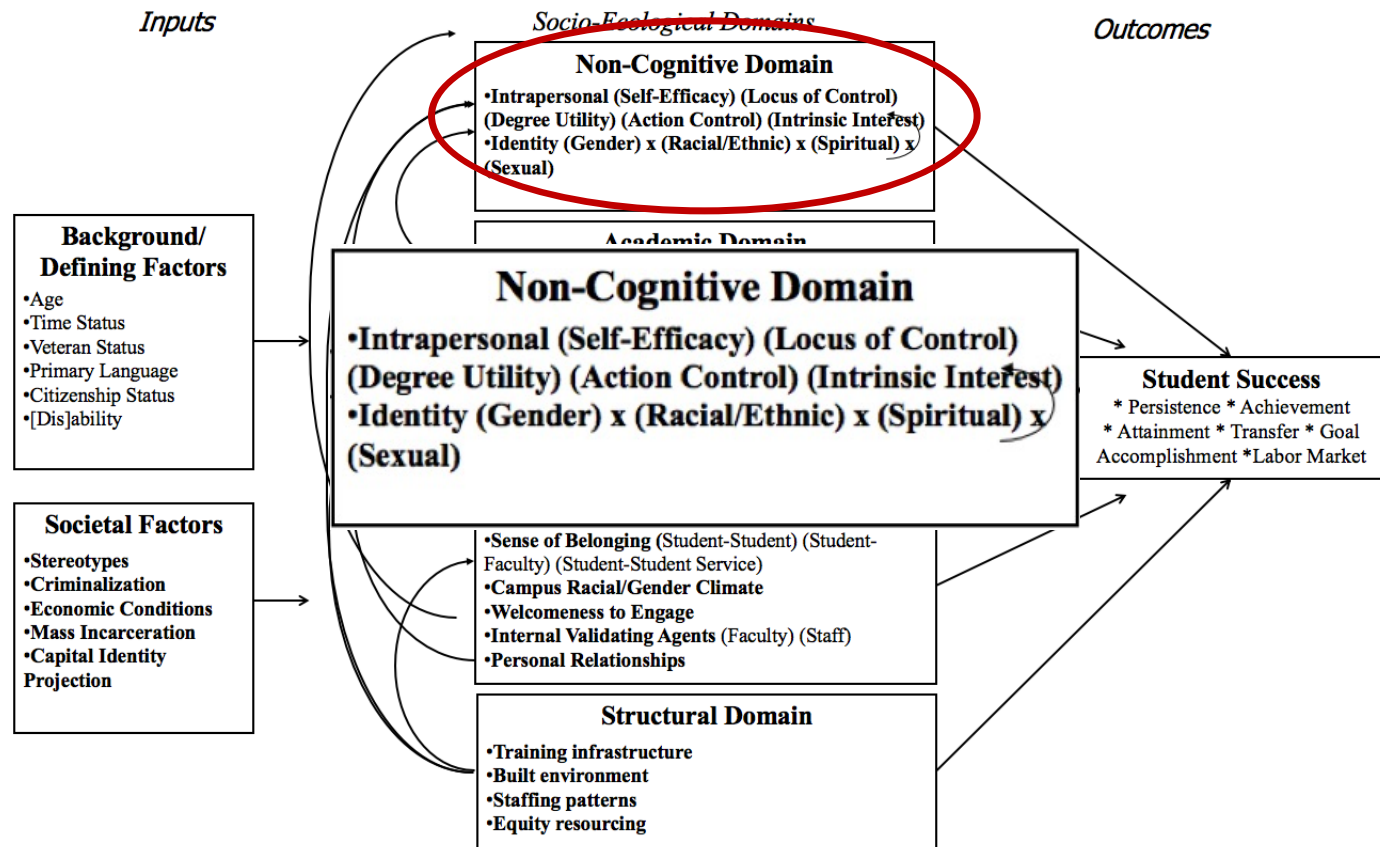 Inputs
Socio-Ecological Domains
Outcomes
Non-Cognitive Domain
•Intrapersonal (Self-Efficacy) (Locus of Control)
(Degree Utility) (Action Control) (Intrinsic Interest)
•Identity (Gender) x (Racial/Ethnic) x (Spiritual) x
(Sexual)
Background/
Defining Factors
•Age
•Time Status
•Veteran Status
•Primary Language
•Citizenship Status
•[Dis]ability
Academic Domain
Non-Cognitive Domain
•Intrapersonal (Self-Efficacy) (Locus of Control)
(Degree Utility) (Action Control) (Intrinsic Interest)
•Identity (Gender) x (Racial/Ethnic) x (Spiritual) x
(Sexual)
Student Success
* Persistence * Achievement
* Attainment * Transfer * Goal
Accomplishment *Labor Market
Societal Factors
•Stereotypes
•Criminalization
•Economic Conditions
•Mass Incarceration
•Capital Identity
Projection
•Sense of Belonging (Student-Student) (Student-
Faculty) (Student-Student Service)
•Campus Racial/Gender Climate
•Welcomeness to Engage
•Internal Validating Agents (Faculty) (Staff)
•Personal Relationships
Structural Domain
•Training infrastructure
•Built environment
•Staffing patterns
•Equity resourcing